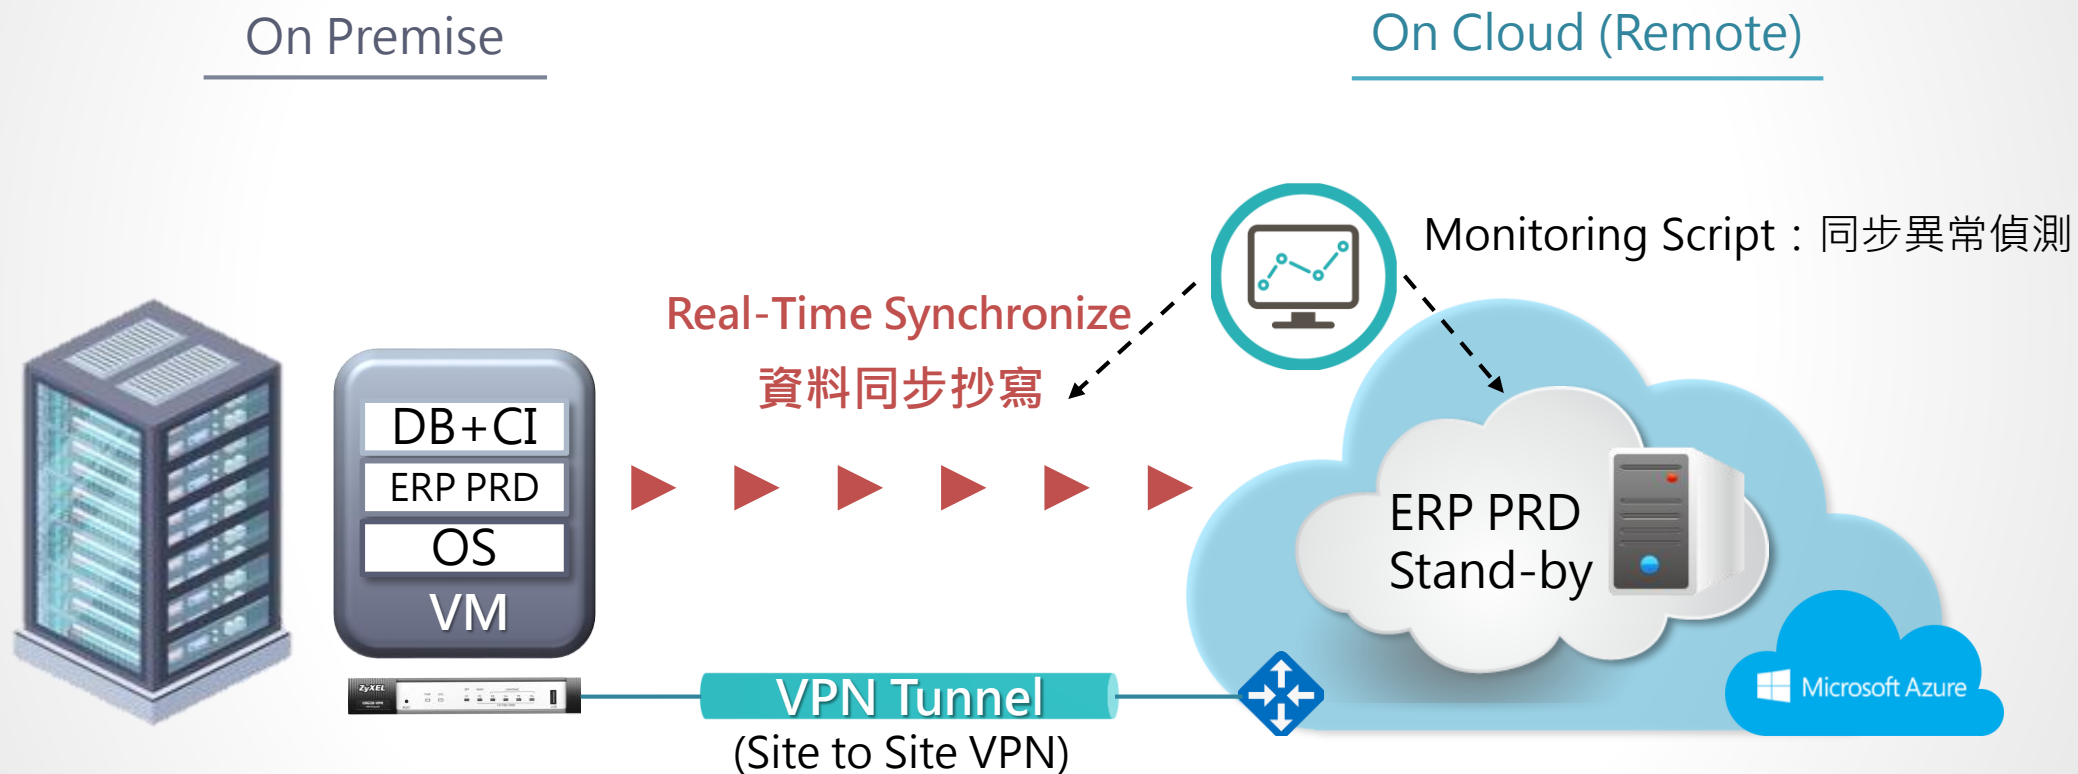 On Premise
On Cloud (Remote)
Monitoring Script：同步異常偵測
Real-Time Synchronize
資料同步抄寫
DB+CI
ERP PRD
OS
VM
ERP PRD
Stand-by
ZyXEL
VPN Tunnel
(Site to Site VPN)
Microsoft Azure